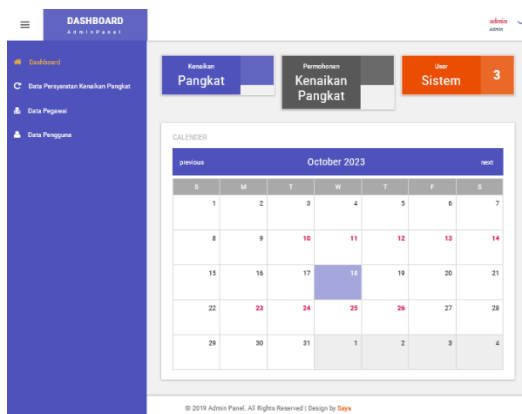 DASHBOARD
AdminPanel
admin
Admin
Dashboard
Data Persyaratan Kenaikan Pangkat
Data Pegawai
Data Pengguna
Kenaikan
Pangkat
Permohonan
Kenaikan
Pangkat
User
Sistem
3
CALENDER
previous
October 2023
next
S M T W T F S
1 2 3 4 5 6 7
8 9 10 11 12 13 14
15 16 17 18 19 20 21
22 23 24 25 26 27 28
29 30 31 1 2 3 4
© 2019 Admin Panel. All Rights Reserved | Design by Saya